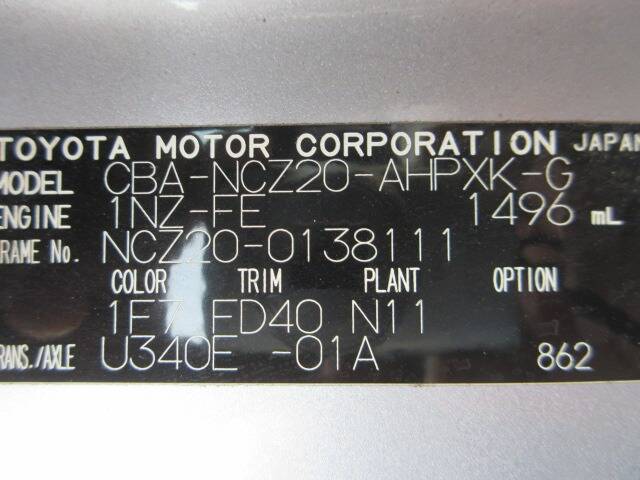 TOYOTA MOTOR CORPORATION JAPAN
MODEL CBA-NCZ20-AHPXK-G
ENGINE 1NZ-FE 1496 mL
FRAME No. NCZ20-0138111
COLOR TRIM PLANT OPTION
1F7 FD40 N11
TRANS./AXLE U340E -01A 862